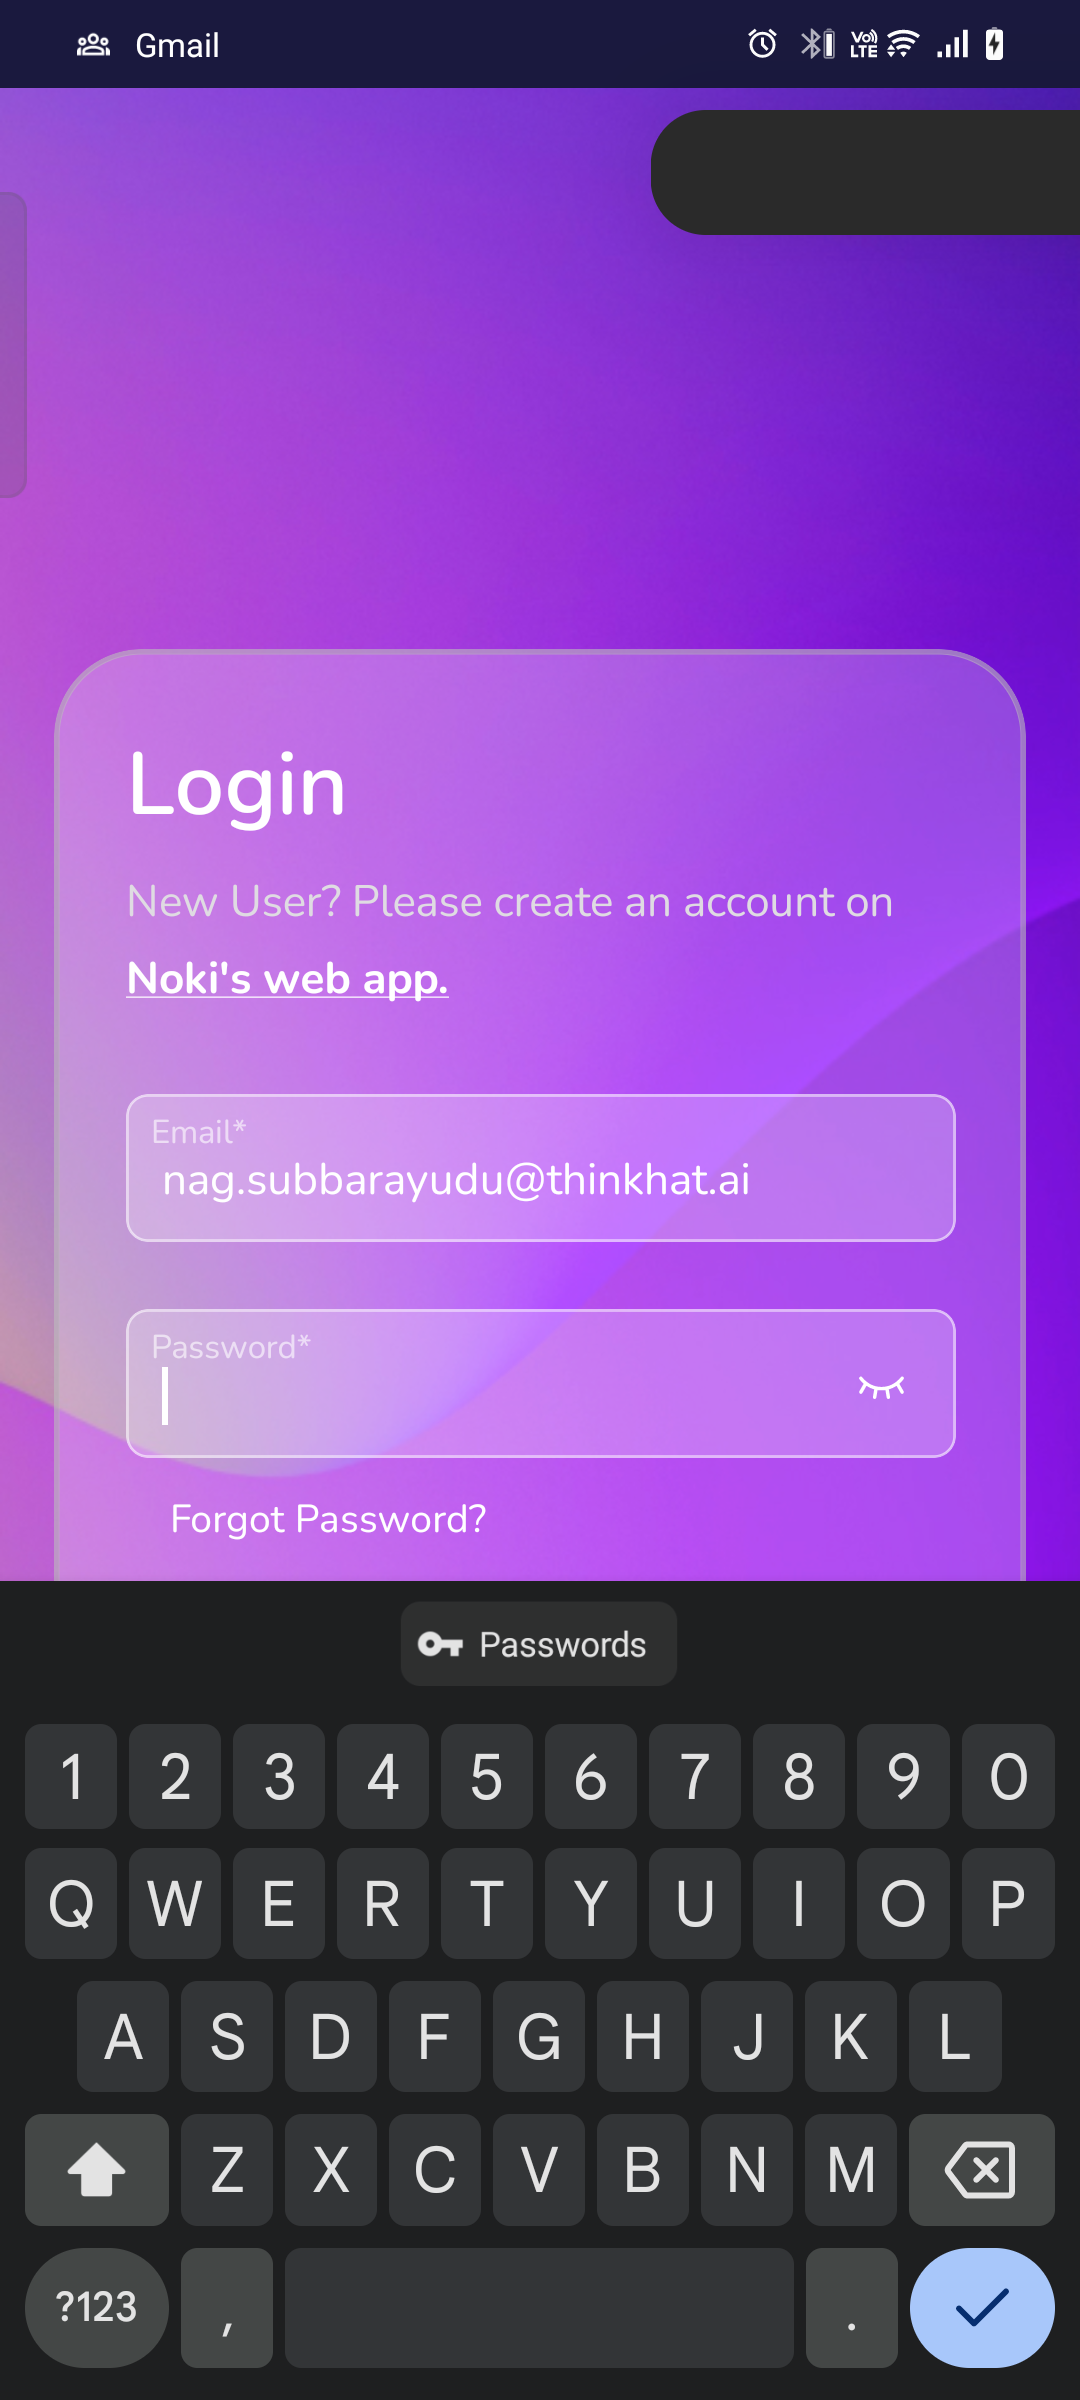 Gmail
VoLTE
Login
New User? Please create an account on
Noki's web app.
Email*
nag.subbarayudu@thinkhat.ai
Password*
Forgot Password?
Passwords
1 2 3 4 5 6 7 8 9 0
Q W E R T Y U I O P
A S D F G H J K L
Z X C V B N M
?123 , .